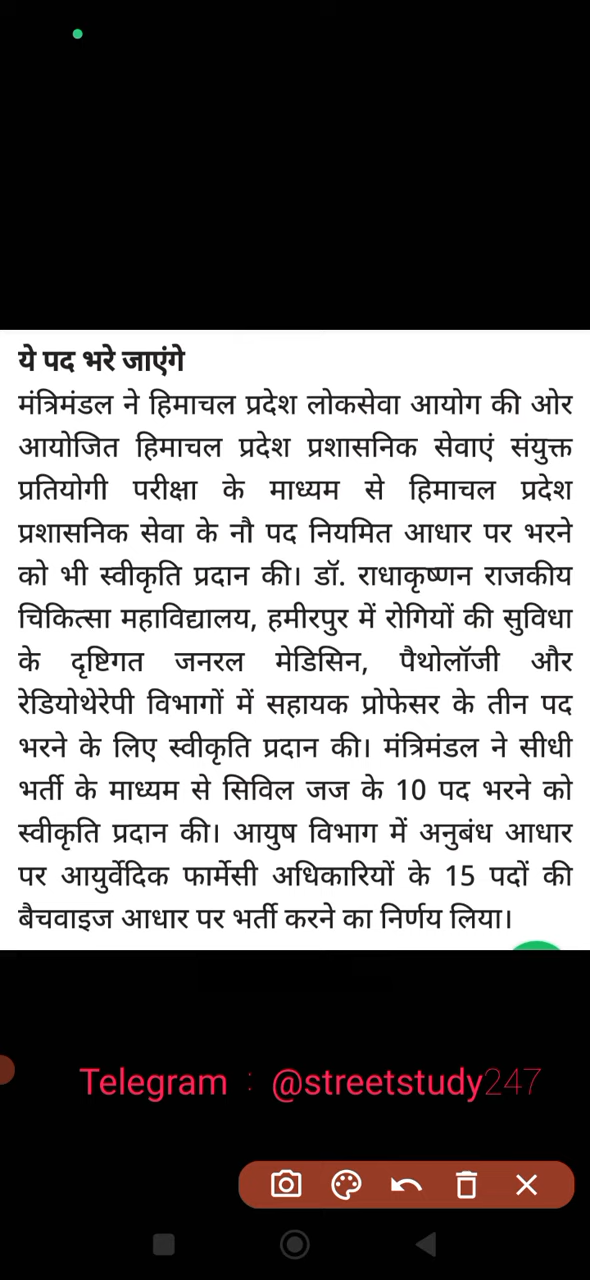 ये पद भरे जाएंगे
मंत्रिमंडल ने हिमाचल प्रदेश लोकसेवा आयोग की ओर
आयोजित हिमाचल प्रदेश प्रशासनिक सेवाएं संयुक्त
प्रतियोगी परीक्षा के माध्यम से हिमाचल प्रदेश
प्रशासनिक सेवा के नौ पद नियमित आधार पर भरने
को भी स्वीकृति प्रदान की। डॉ. राधाकृष्णन राजकीय
चिकित्सा महाविद्यालय, हमीरपुर में रोगियों की सुविधा
के दृष्टिगत जनरल मेडिसिन, पैथोलॉजी और
रेडियोथेरेपी विभागों में सहायक प्रोफेसर के तीन पद
भरने के लिए स्वीकृति प्रदान की। मंत्रिमंडल ने सीधी
भर्ती के माध्यम से सिविल जज के 10 पद भरने को
स्वीकृति प्रदान की। आयुष विभाग में अनुबंध आधार
पर आयुर्वेदिक फार्मेसी अधिकारियों के 15 पदों की
बैचवाइज आधार पर भर्ती करने का निर्णय लिया।
Telegram : @streetstudy247